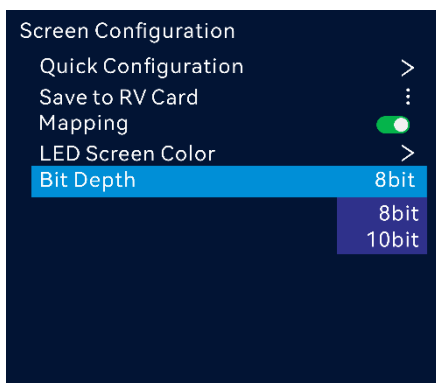 Screen Configuration
Quick Configuration >
Save to RV Card ⋮
Mapping
LED Screen Color >
Bit Depth 8bit
8bit
10bit